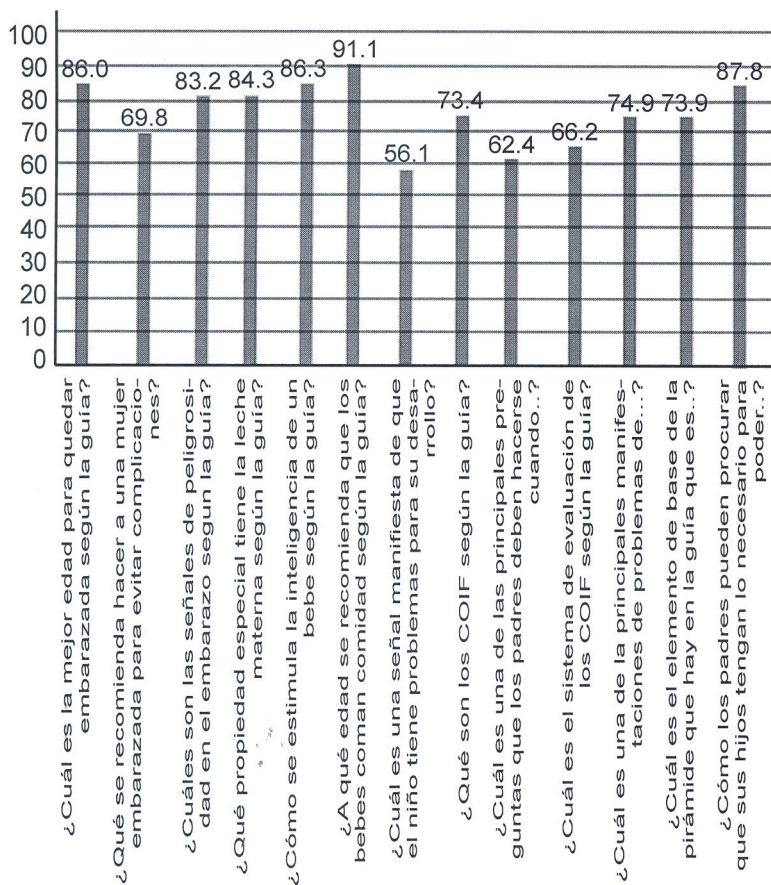 100
90
80
70
60
50
40
30
20
10
0
86.0
69.8
83.2
84.3
86.3
91.1
56.1
73.4
62.4
66.2
74.9
73.9
87.8
¿Cuál es la mejor edad para quedar
embarazada según la guía?
¿Qué se recomienda hacer a una mujer
embarazada para evitar complicacio-
nes?
¿Cuáles son las señales de peligrosi-
dad en el embarazo segun la guía?
¿Qué propiedad especial tiene la leche
materna según la guía?
¿Cómo se estimula la inteligencia de un
bebe según la guía?
¿A qué edad se recomienda que los
bebes coman comidad según la guía?
¿Cuál es una señal manifiesta de que
el niño tiene problemas para su desa-
rrollo?
¿Qué son los COIF según la guía?
¿Cuál es una de las principales pre-
guntas que los padres deben hacerse
cuando..?
¿Cuál es el sistema de evaluación de
los COIF según la guía?
¿Cuál es una de la principales manifes-
taciones de problemas de...?
¿Cuál es el elemento de base de la
pirámide que hay en la guía que es..?
¿Cómo los padres pueden procurar
que sus hijos tengan lo necesario para
poder..?